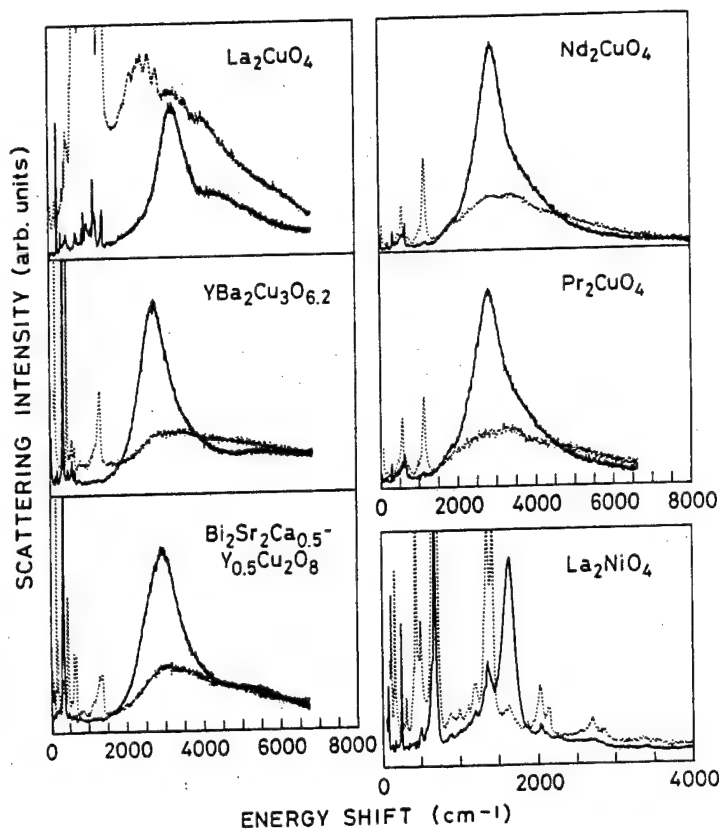 SCATTERING INTENSITY (arb. units)
La₂CuO₄
Nd₂CuO₄
YBa₂Cu₃O₆.₂
Pr₂CuO₄
0 2000 4000 6000 8000
Bi₂Sr₂Ca₀.₅-
Y₀.₅Cu₂O₈
La₂NiO₄
0 2000 4000 6000 8000
0 2000 4000
ENERGY SHIFT (cm⁻¹)